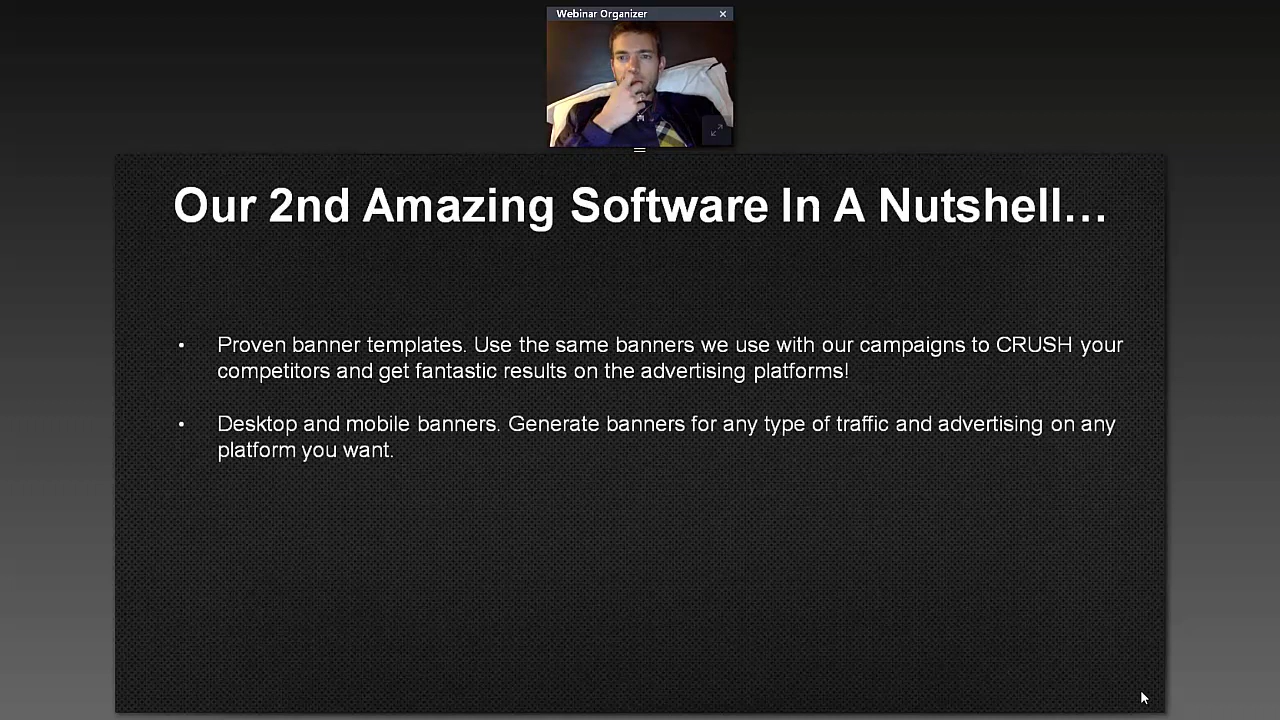 Webinar Organizer
Our 2nd Amazing Software In A Nutshell...
• Proven banner templates. Use the same banners we use with our campaigns to CRUSH your
competitors and get fantastic results on the advertising platforms!
• Desktop and mobile banners. Generate banners for any type of traffic and advertising on any
platform you want.